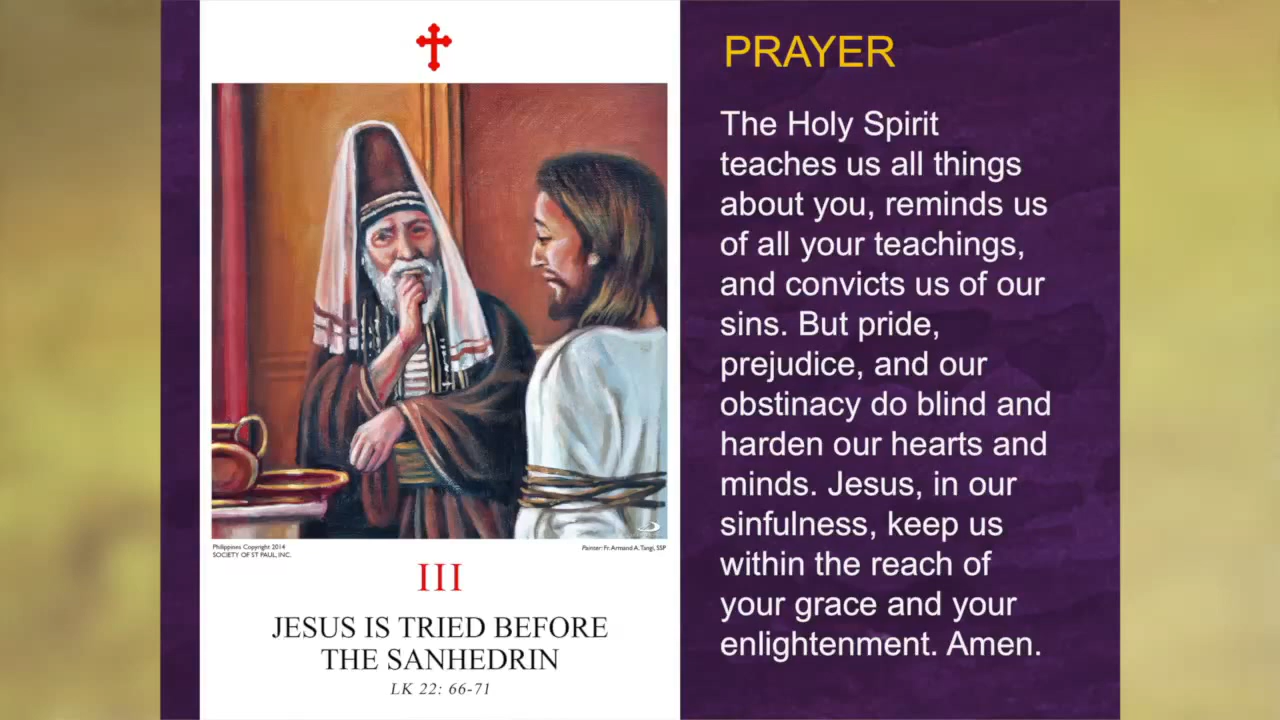 Philippines Copyright 2014
SOCIETY OF ST PAUL, INC.
Painter: Fr. Armand A. Tangi, SSP
III
JESUS IS TRIED BEFORE
THE SANHEDRIN
LK 22: 66-71
PRAYER
The Holy Spirit
teaches us all things
about you, reminds us
of all your teachings,
and convicts us of our
sins. But pride,
prejudice, and our
obstinacy do blind and
harden our hearts and
minds. Jesus, in our
sinfulness, keep us
within the reach of
your grace and your
enlightenment. Amen.